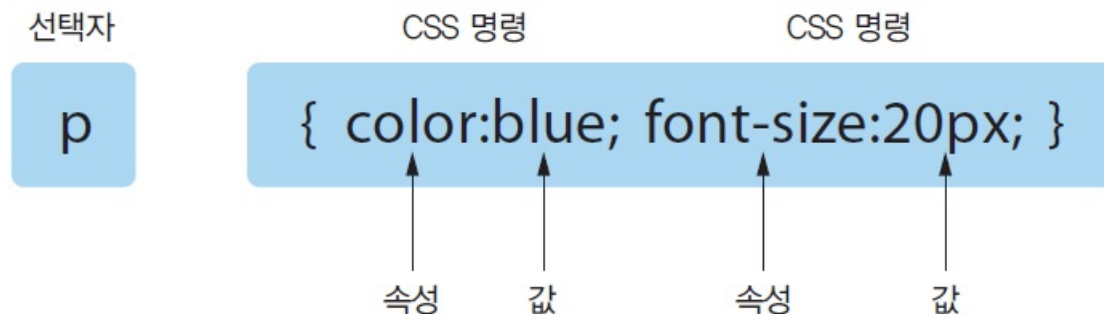 선택자 CSS 명령 CSS 명령
p { color:blue; font-size:20px; }
속성 값 속성 값